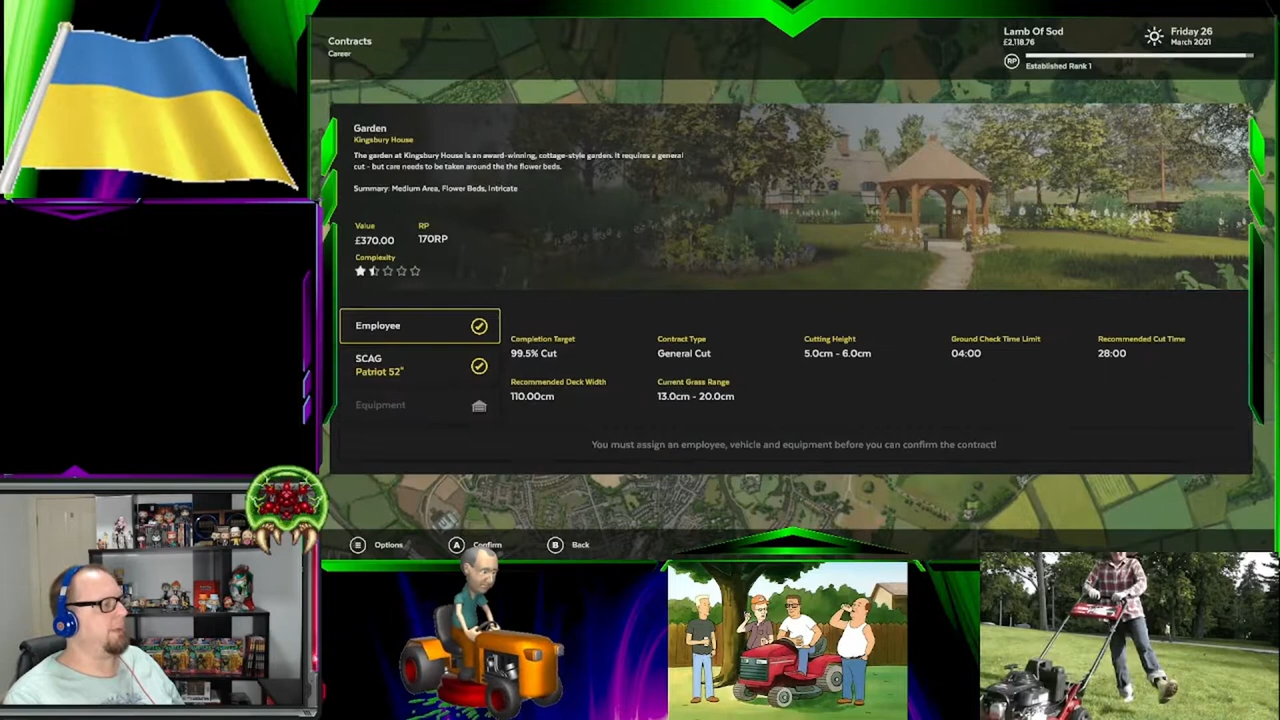 Contracts
Career
Lamb Of Sod
£2,118.76
Friday 26
March 2021
RP
Established Rank 1
Garden
Kingsbury House
The garden at Kingsbury House is an award-winning, cottage-style garden. It requires a general
cut - but care needs to be taken around the the flower beds.
Summary: Medium Area, Flower Beds, Intricate
Value
£370.00
RP
170RP
Complexity
Employee
SCAG
Patriot 52"
Equipment
Completion Target
99.5% Cut
Contract Type
General Cut
Cutting Height
5.0cm - 6.0cm
Ground Check Time Limit
04:00
Recommended Cut Time
28:00
Recommended Deck Width
110.00cm
Current Grass Range
13.0cm - 20.0cm
You must assign an employee, vehicle and equipment before you can confirm the contract!
Options
A Confirm
B Back